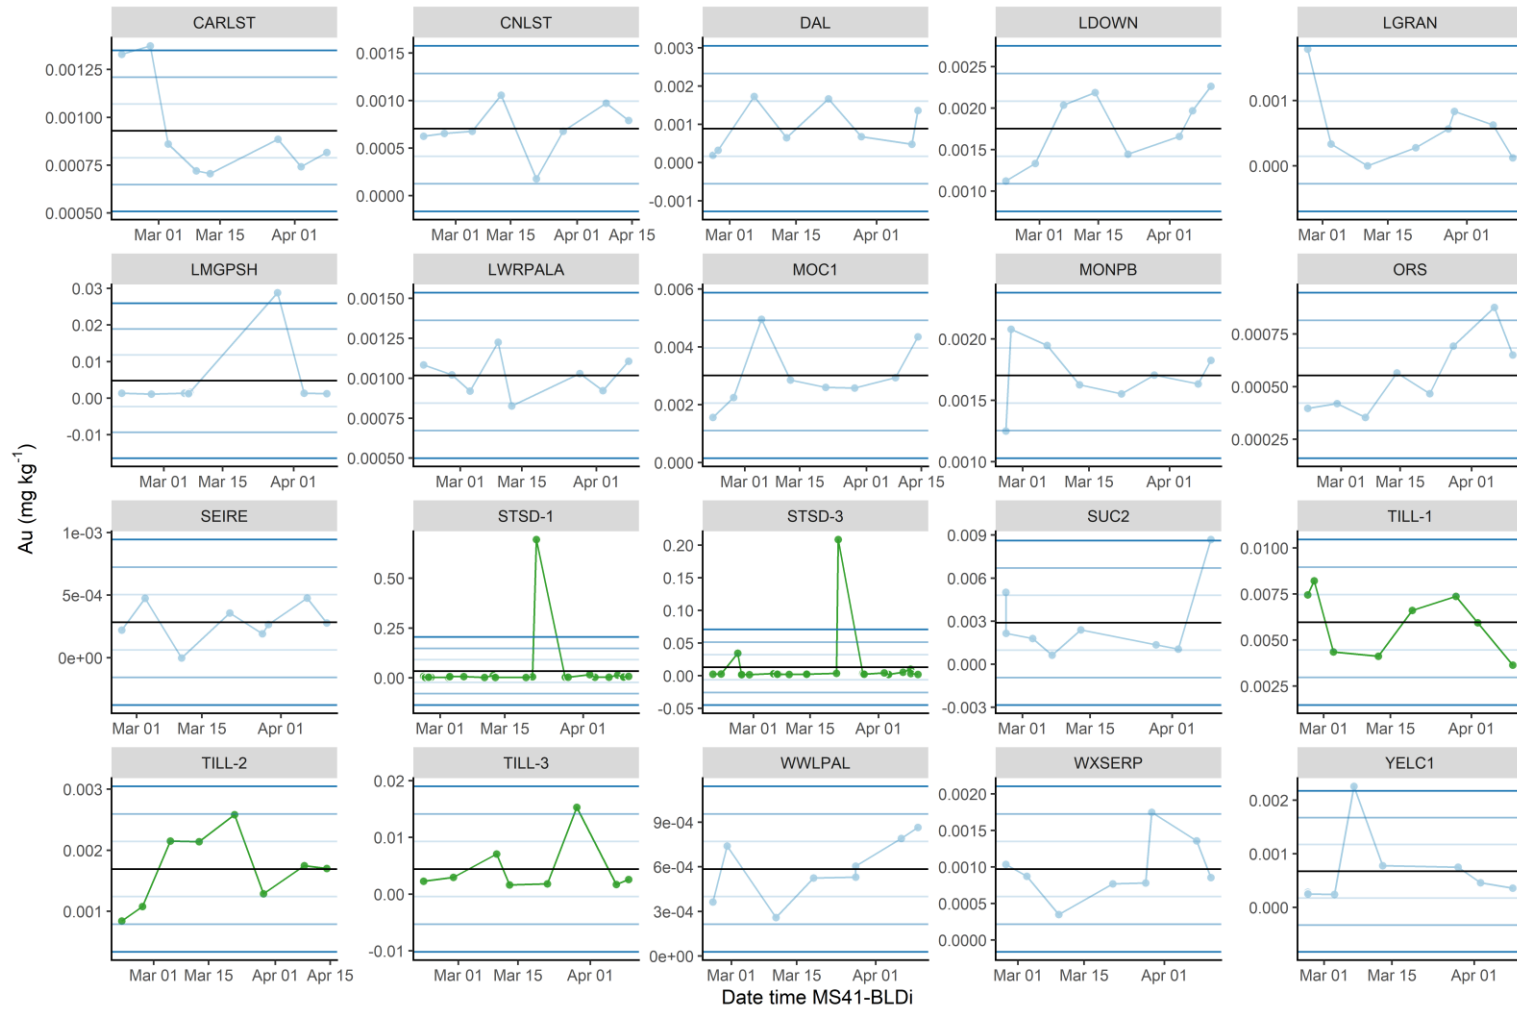 CARLST CNLST DAL LDOWN LGRAN
0.00125 0.00100 0.00075 0.00050
0.0015 0.0010 0.0005 0.0000
0.003 0.002 0.001 0.000 -0.001
0.0025 0.0020 0.0015 0.0010
0.001 0.000
Mar 01 Mar 15 Apr 01
Mar 01 Mar 15 Apr 01 Apr 15
Mar 01 Mar 15 Apr 01
Mar 01 Mar 15 Apr 01
Mar 01 Mar 15 Apr 01
LMGPSH LWRPALA MOC1 MONPB ORS
0.03 0.02 0.01 0.00 -0.01
0.00150 0.00125 0.00100 0.00075 0.00050
0.006 0.004 0.002 0.000
0.0020 0.0015 0.0010
0.00075 0.00050 0.00025
Mar 01 Mar 15 Apr 01
Mar 01 Mar 15 Apr 01
Mar 01 Mar 15 Apr 01 Apr 15
Mar 01 Mar 15 Apr 01
Mar 01 Mar 15 Apr 01
Au (mg kg⁻¹)
SEIRE STSD-1 STSD-3 SUC2 TILL-1
1e-03 5e-04 0e+00
0.50 0.25 0.00
0.20 0.15 0.10 0.05 0.00 -0.05
0.009 0.006 0.003 0.000 -0.003
0.0100 0.0075 0.0050 0.0025
Mar 01 Mar 15 Apr 01
Mar 01 Mar 15 Apr 01
Mar 01 Mar 15 Apr 01
Mar 01 Mar 15 Apr 01
Mar 01 Mar 15 Apr 01
TILL-2 TILL-3 WWLPAL WXSERP YELC1
0.003 0.002 0.001
0.02 0.01 0.00 -0.01
9e-04 6e-04 3e-04 0e+00
0.0020 0.0015 0.0010 0.0005 0.0000
0.002 0.001 0.000
Mar 01 Mar 15 Apr 01 Apr 15
Mar 01 Mar 15 Apr 01
Mar 01 Mar 15 Apr 01
Mar 01 Mar 15 Apr 01
Mar 01 Mar 15 Apr 01
Date time MS41-BLDi